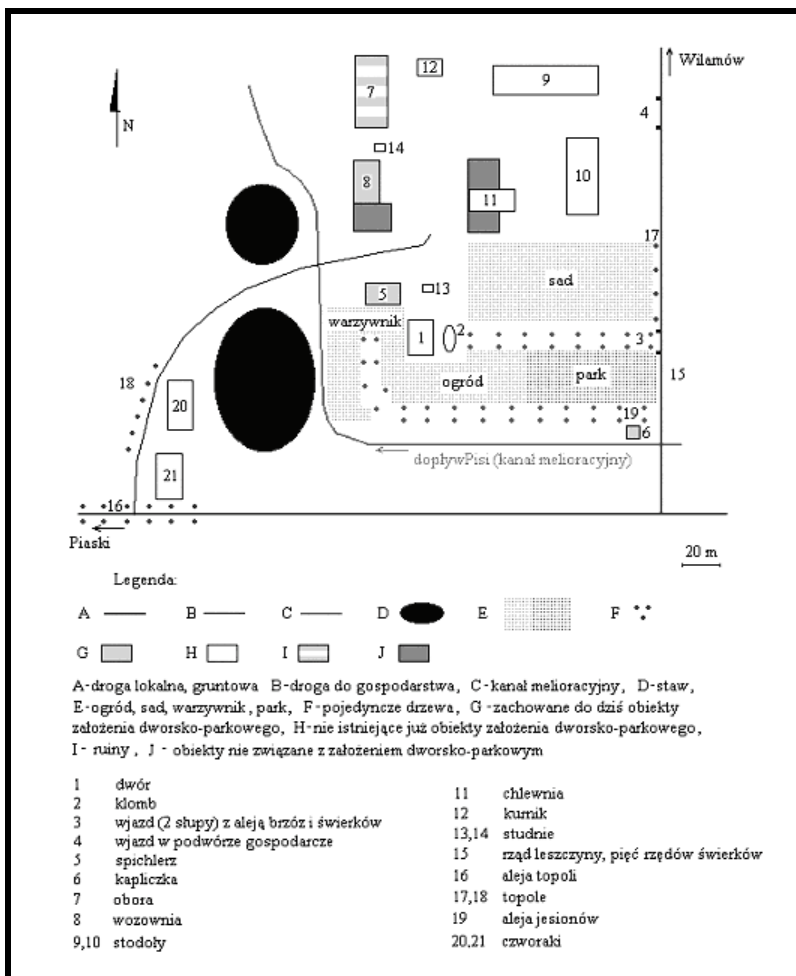 Wilamów
12
7
9
4
N
14
8
10
11
17
sad
5
13
warzywnik
1
2
3
18
ogród
park
15
20
19
6
21
dopływPisi (kanał melioracyjny)
16
Piaski
20 m
Legenda:
A
B
C
D
E
F
G
H
I
J
A-droga lokalna, gruntowa B-droga do gospodarstwa, C-kanał melioracyjny, D-staw,
E-ogród, sad, warzywnik, park, F-pojedyncze drzewa, G -zachowane do dziś obiekty
założenia dworsko-parkowego, H-nie istniejące już obiekty założenia dworsko-parkowego,
I - ruiny , J - obiekty nie związane z założeniem dworsko-parkowym
1 dwór
2 klomb
3 wjazd (2 słupy) z aleją brzóz i świerków
4 wjazd w podwórze gospodarcze
5 spichlerz
6 kapliczka
7 obora
8 wozownia
9,10 stodoły
11 chlewnia
12 kurnik
13,14 studnie
15 rząd leszczyny, pięć rzędów świerków
16 aleja topoli
17,18 topole
19 aleja jesionów
20,21 czworaki